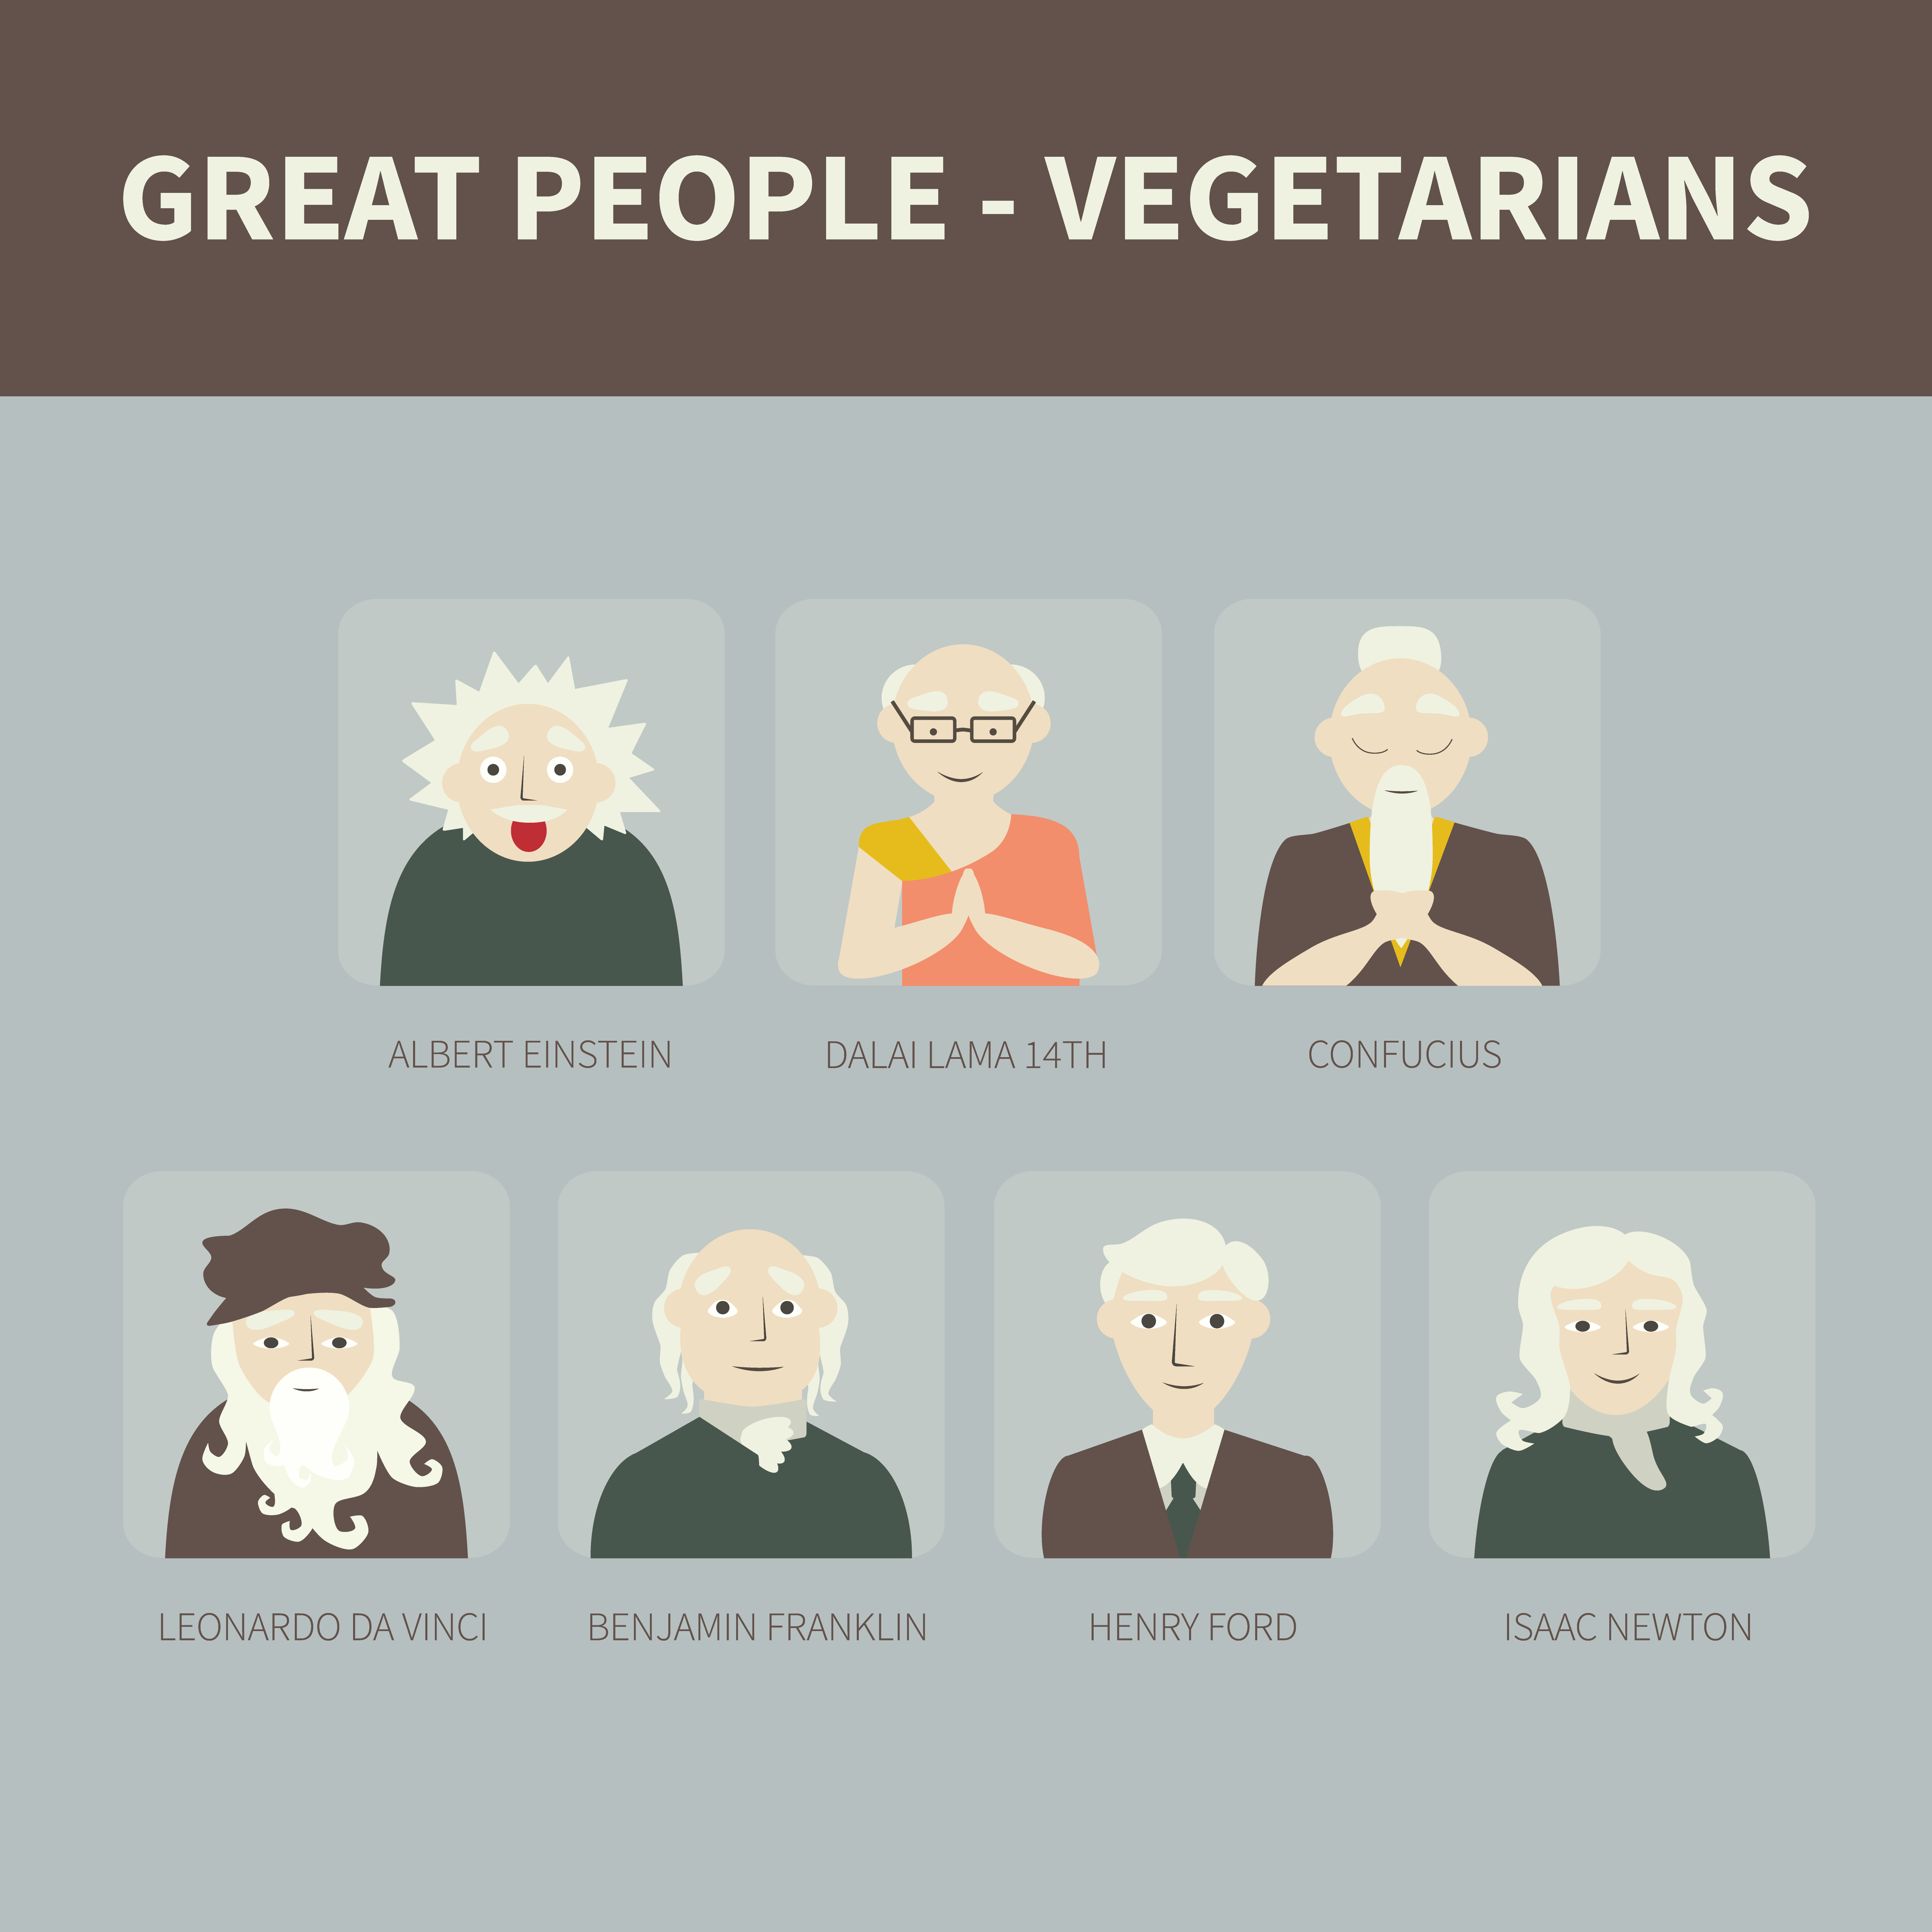 GREAT PEOPLE - VEGETARIANS
ALBERT EINSTEIN
DALAI LAMA 14TH
CONFUCIUS
LEONARDO DA VINCI
BENJAMIN FRANKLIN
HENRY FORD
ISAAC NEWTON